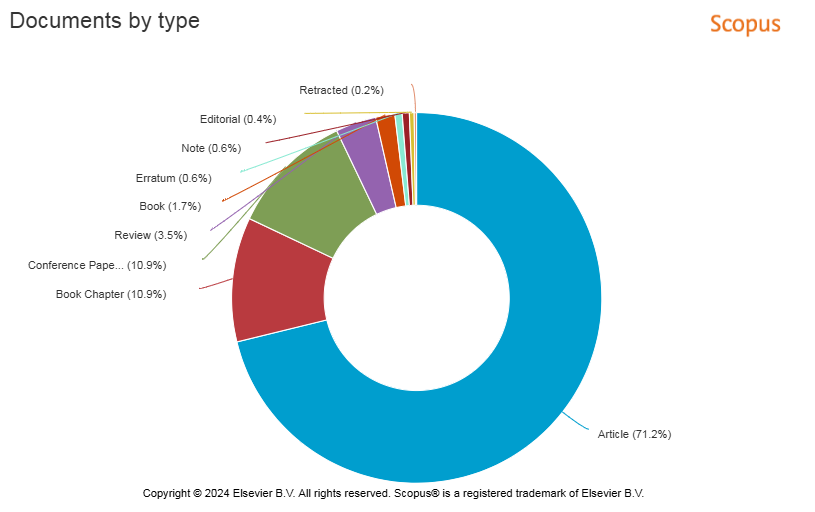 Documents by type
Scopus
Retracted (0.2%)
Editorial (0.4%)
Note (0.6%)
Erratum (0.6%)
Book (1.7%)
Review (3.5%)
Conference Pape... (10.9%)
Book Chapter (10.9%)
Article (71.2%)
Copyright © 2024 Elsevier B.V. All rights reserved. Scopus® is a registered trademark of Elsevier B.V.